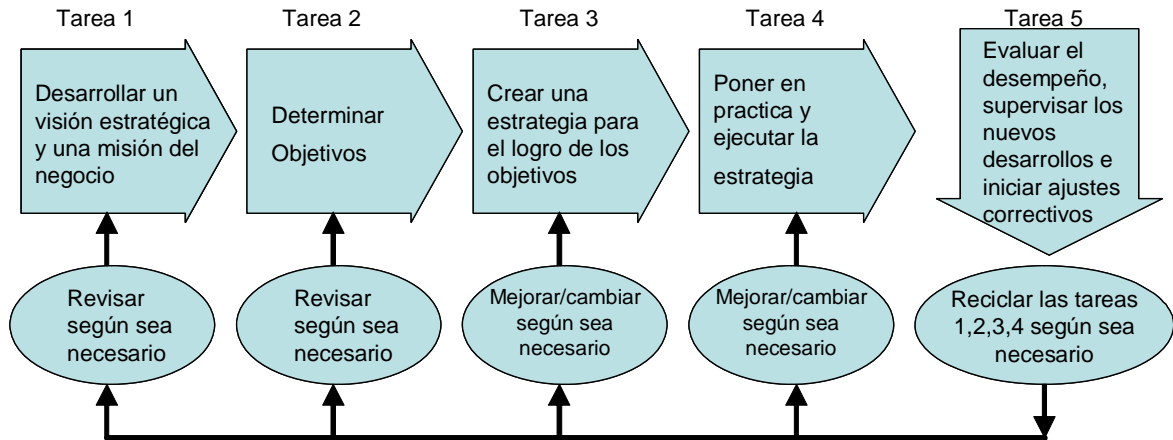 Tarea 1
Tarea 2
Tarea 3
Tarea 4
Tarea 5
Desarrollar un
visión estratégica
y una misión del
negocio
Determinar
Objetivos
Crear una
estrategia para
el logro de los
objetivos
Poner en
practica y
ejecutar la
estrategia
Evaluar el
desempeño,
supervisar los
nuevos
desarrollos e
iniciar ajustes
correctivos
Revisar
según sea
necesario
Revisar
según sea
necesario
Mejorar/cambiar
según sea
necesario
Mejorar/cambiar
según sea
necesario
Reciclar las tareas
1,2,3,4 según sea
necesario